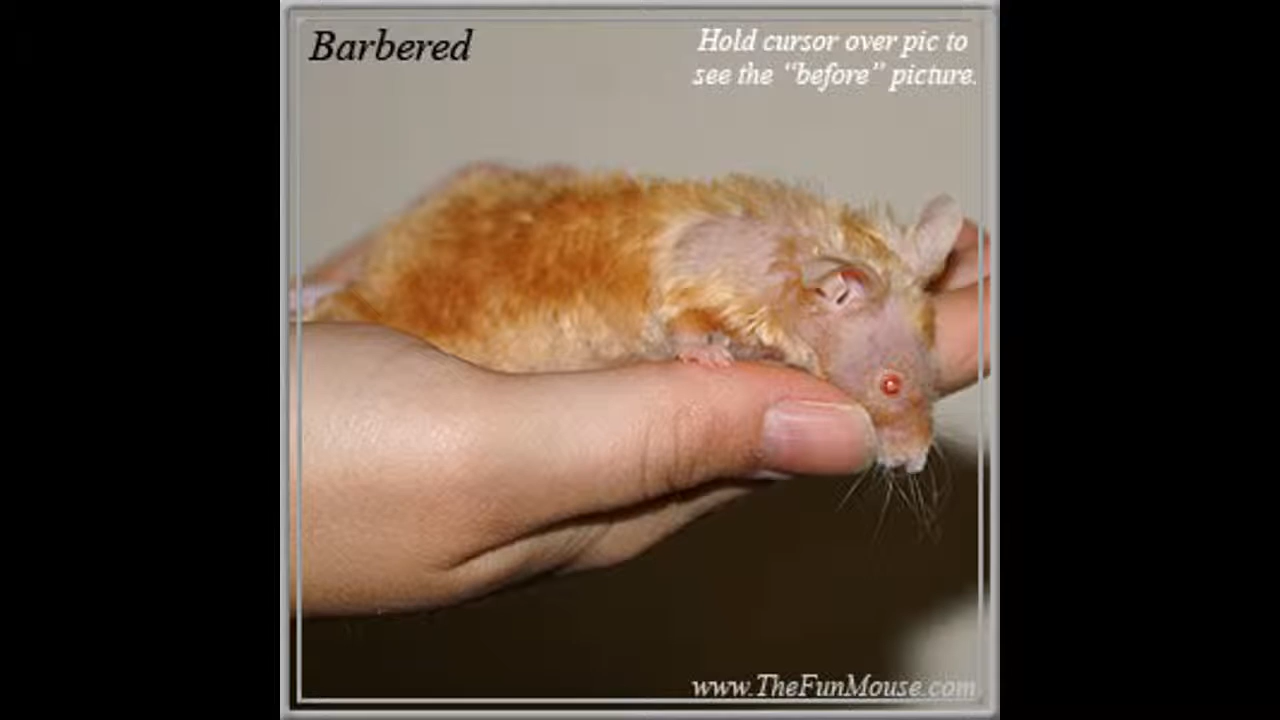 Barbered
Hold cursor over pic to
see the “before” picture.
www.TheFunMouse.com